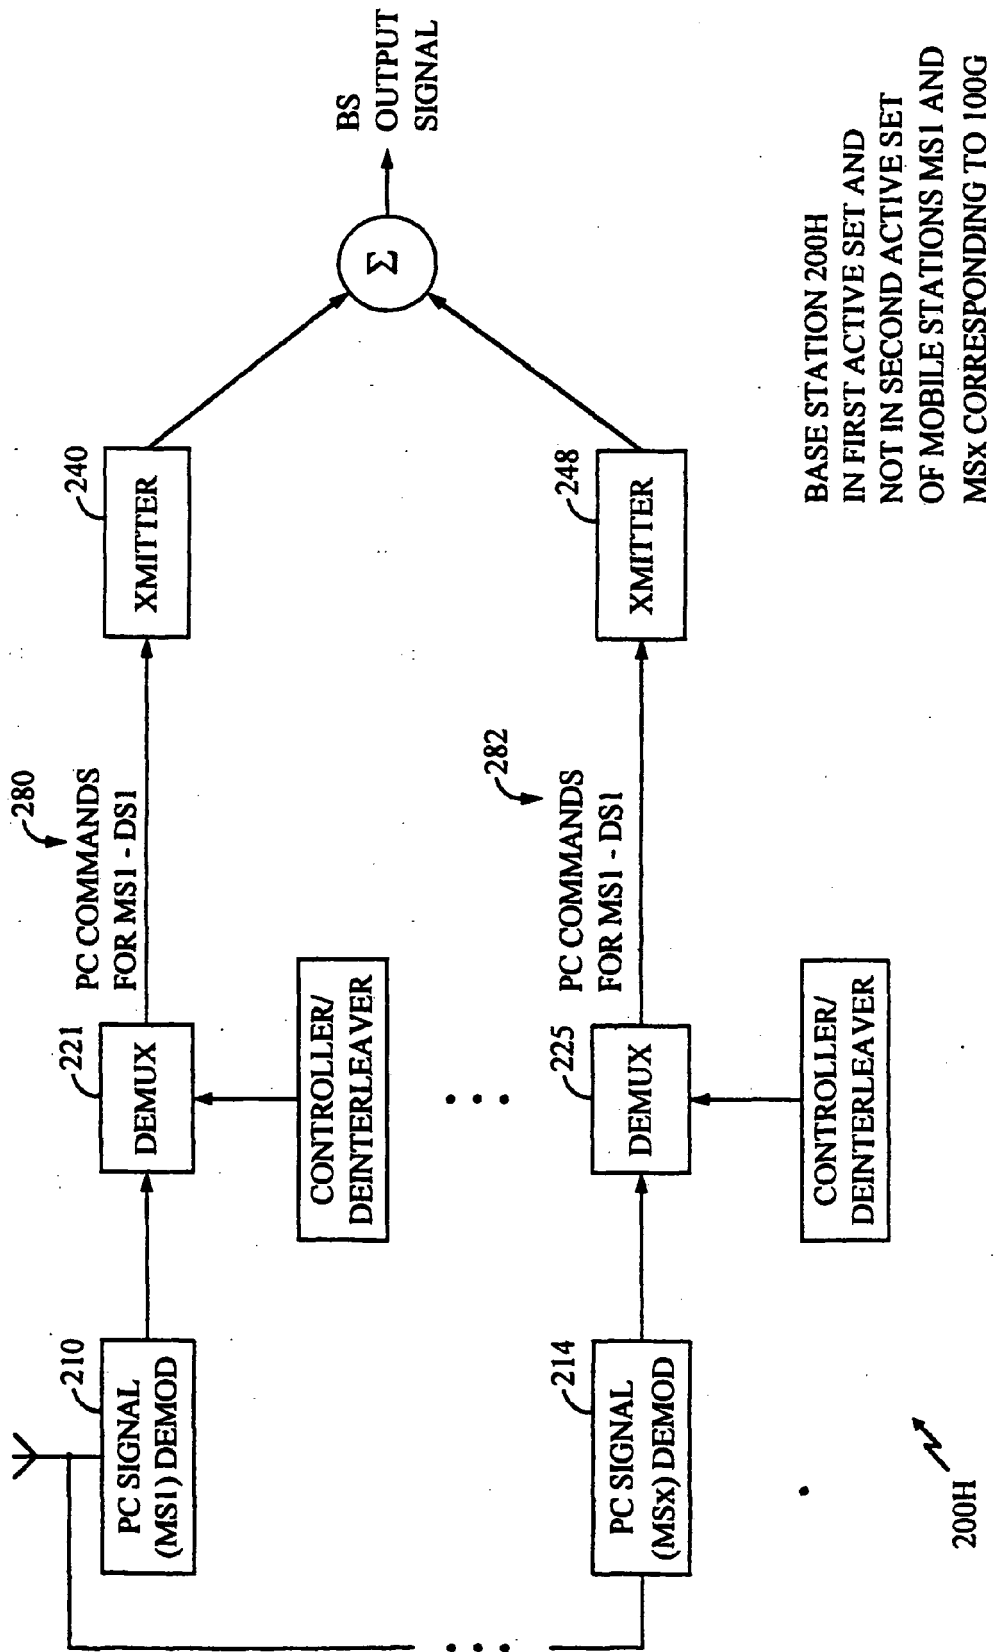 210
PC SIGNAL
(MS1) DEMOD
221
DEMUX
CONTROLLER/
DEINTERLEAVER
280
PC COMMANDS
FOR MS1 - DS1
240
XMITTER
Σ
BS
OUTPUT
SIGNAL
214
PC SIGNAL
(MSx) DEMOD
225
DEMUX
CONTROLLER/
DEINTERLEAVER
282
PC COMMANDS
FOR MS1 - DS1
248
XMITTER
200H
BASE STATION 200H
IN FIRST ACTIVE SET AND
NOT IN SECOND ACTIVE SET
OF MOBILE STATIONS MS1 AND
MSx CORRESPONDING TO 100G